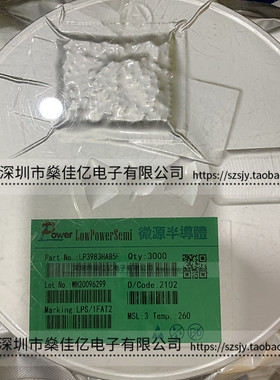 深圳市燊佳亿电子有限公司 https://szsjy.taobao
Power LowPowerSemi 微源半導體
Part No.: LP3983HAB5F Qty: 3000
Lot No.: WH20096299 D/Code: 2102
Marking: LPS/1FAT2 MSL: 3 Temp. 260
深圳市燊佳亿电子有限公司 https://szsjy.taobao